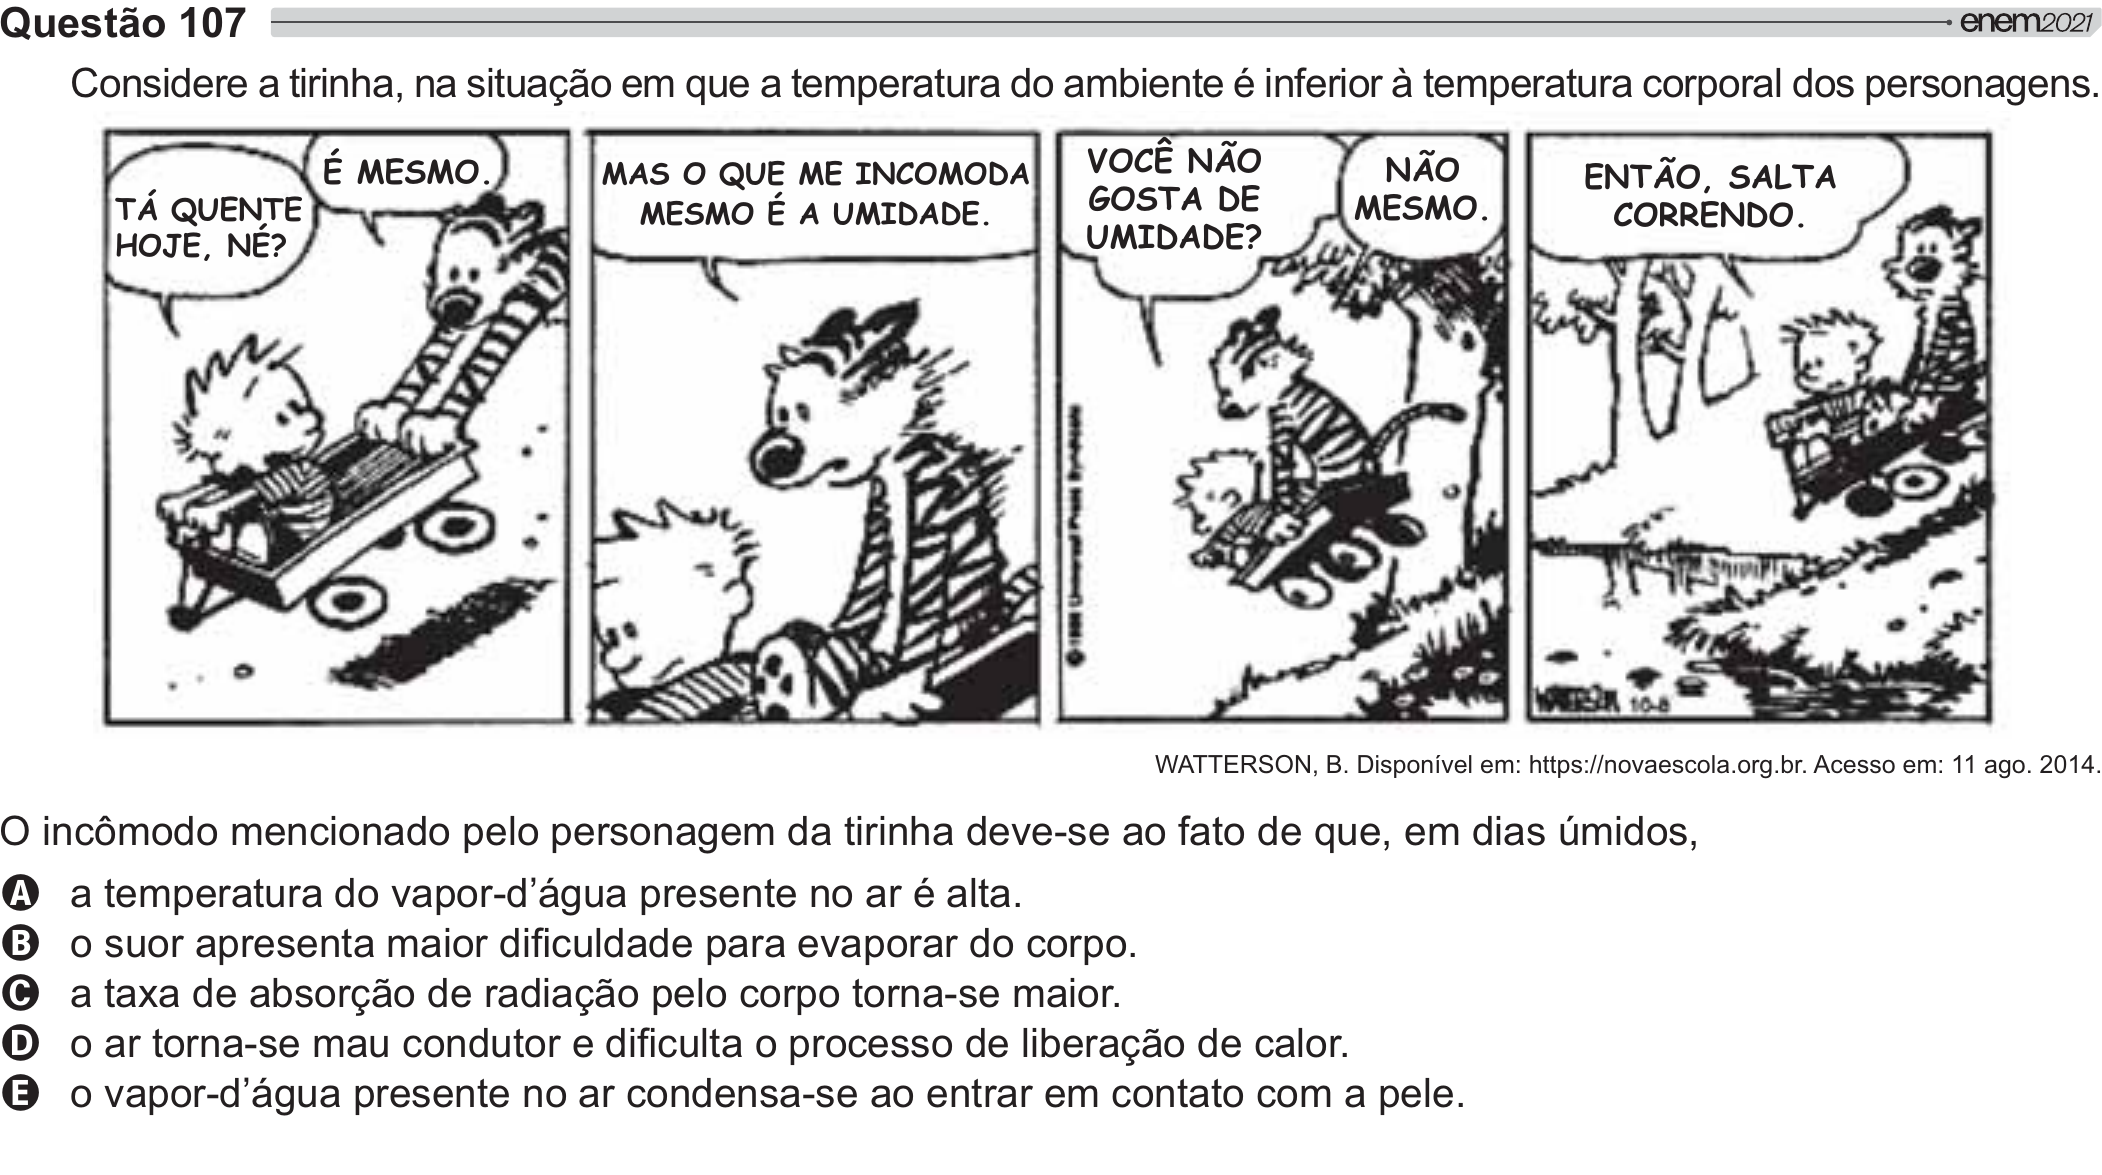 Questão 107
enem2021
Considere a tirinha, na situação em que a temperatura do ambiente é inferior à temperatura corporal dos personagens.
TÁ QUENTE
HOJE, NÉ?
É MESMO.
MAS O QUE ME INCOMODA
MESMO É A UMIDADE.
VOCÊ NÃO
GOSTA DE
UMIDADE?
NÃO
MESMO.
ENTÃO, SALTA
CORRENDO.
Universal Press Syndicate
WATTERSON 10-8
WATTERSON, B. Disponível em: https://novaescola.org.br. Acesso em: 11 ago. 2014.
O incômodo mencionado pelo personagem da tirinha deve-se ao fato de que, em dias úmidos,
A a temperatura do vapor-d’água presente no ar é alta.
B o suor apresenta maior dificuldade para evaporar do corpo.
C a taxa de absorção de radiação pelo corpo torna-se maior.
D o ar torna-se mau condutor e dificulta o processo de liberação de calor.
E o vapor-d’água presente no ar condensa-se ao entrar em contato com a pele.